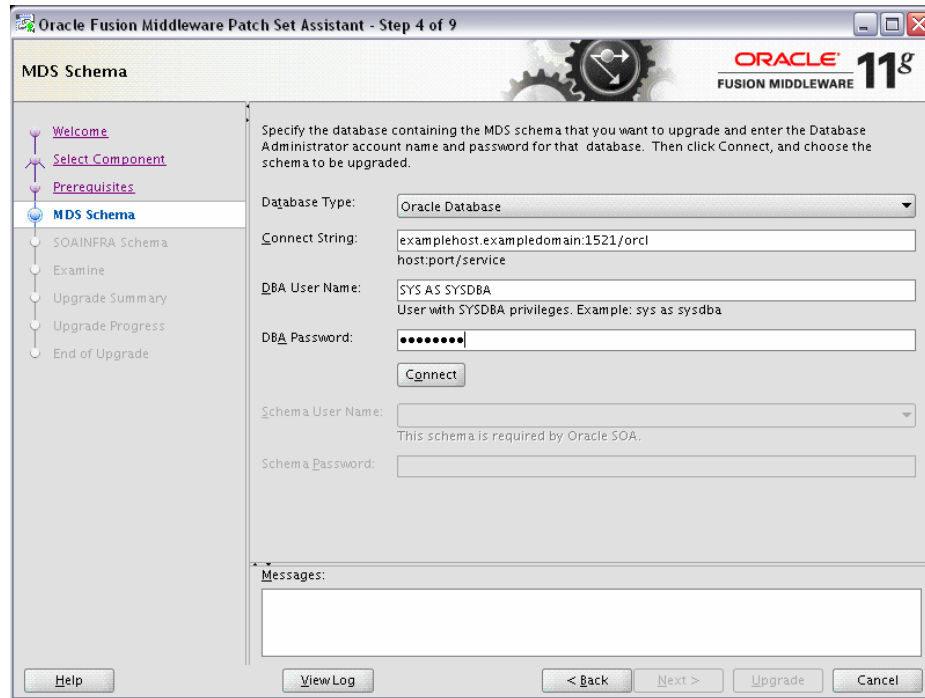 Oracle Fusion Middleware Patch Set Assistant - Step 4 of 9
MDS Schema
ORACLE
FUSION MIDDLEWARE
11g
Welcome
Select Component
Prerequisites
MDS Schema
SOAINFRA Schema
Examine
Upgrade Summary
Upgrade Progress
End of Upgrade
Specify the database containing the MDS schema that you want to upgrade and enter the Database
Administrator account name and password for that database. Then click Connect, and choose the
schema to be upgraded.
Database Type:
Oracle Database
Connect String:
examplehost.exampledomain:1521/orcl
host:port/service
DBA User Name:
SYS AS SYSDBA
User with SYSDBA privileges. Example: sys as sysdba
DBA Password:
●●●●●●●●
Connect
Schema User Name:
This schema is required by Oracle SOA.
Schema Password:
Messages:
Help
View Log
< Back
Next >
Upgrade
Cancel